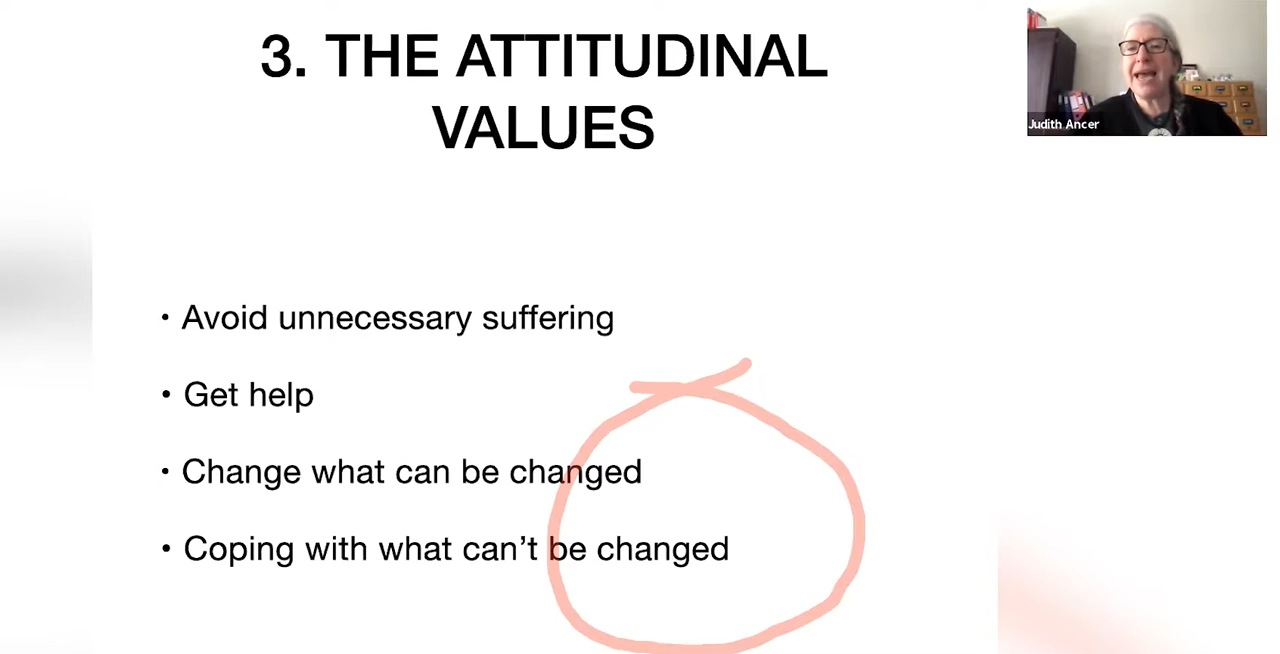 3. THE ATTITUDINAL
VALUES
Judith Ancer
• Avoid unnecessary suffering
• Get help
• Change what can be changed
• Coping with what can’t be changed